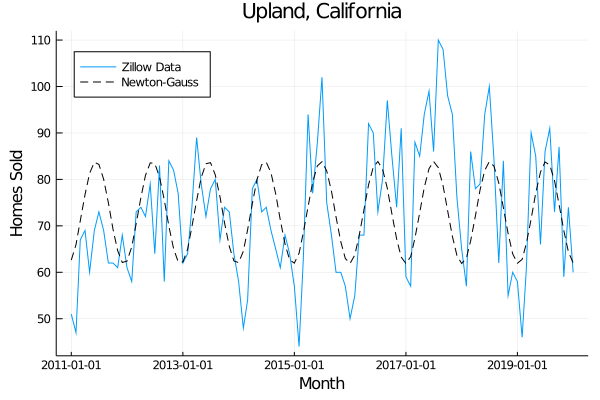 Upland, California
Homes Sold
110
100
90
80
70
60
50
Zillow Data
Newton-Gauss
2011-01-01
2013-01-01
2015-01-01
2017-01-01
2019-01-01
Month